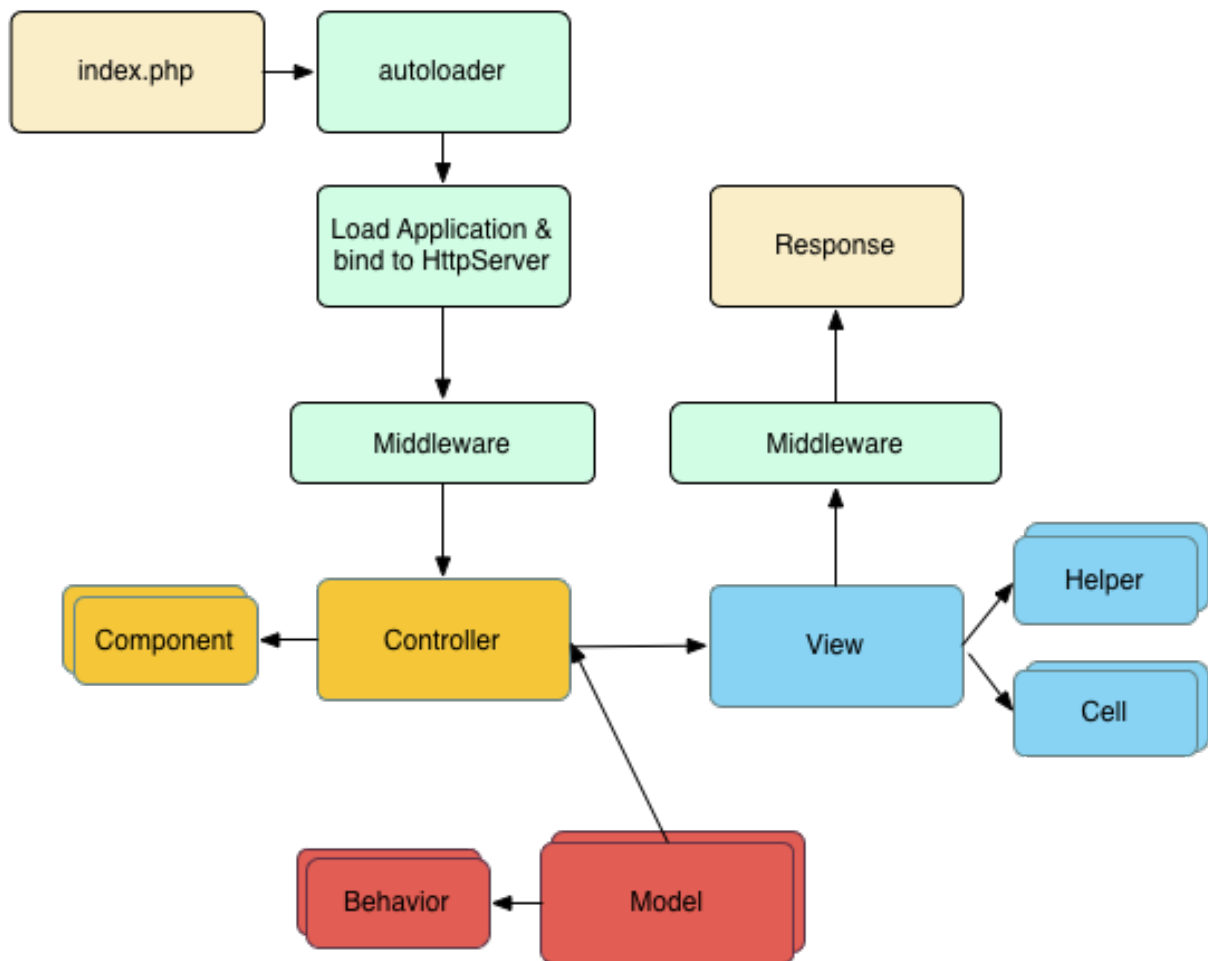 index.php
autoloader
Load Application &
bind to HttpServer
Response
Middleware
Middleware
Helper
Component
Controller
View
Cell
Behavior
Model